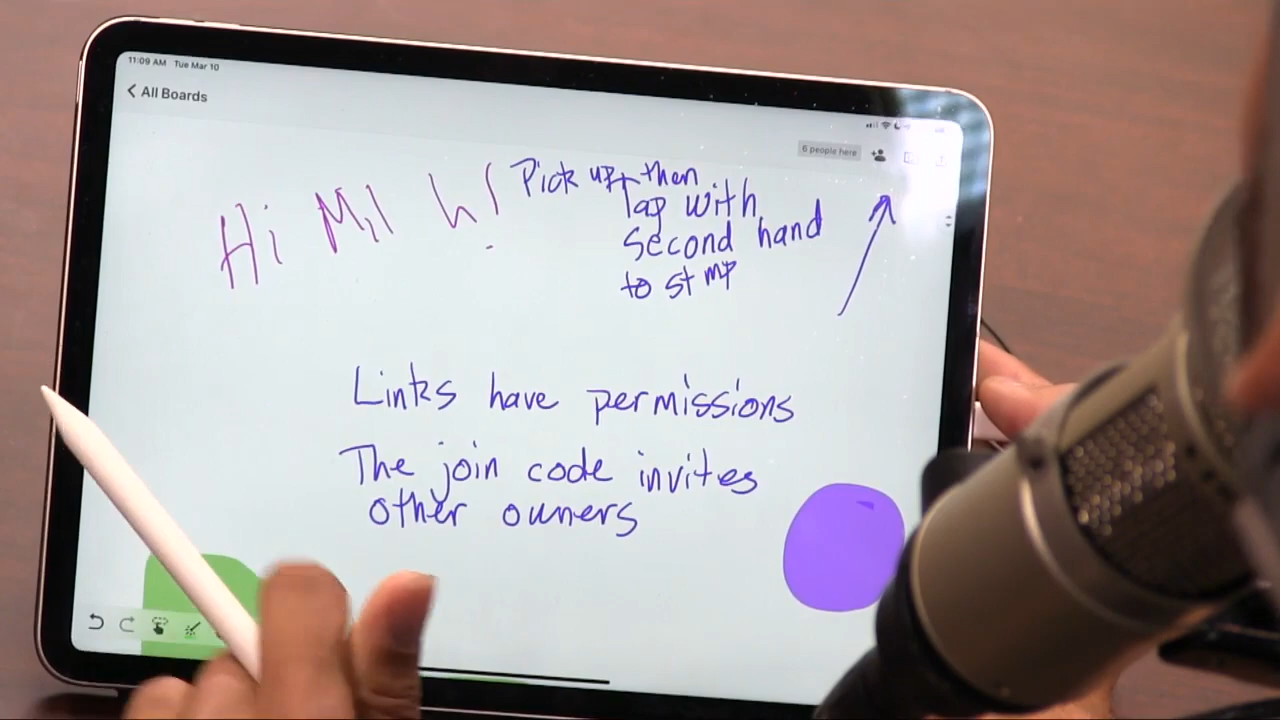 11:09 AM Tue Mar 10
All Boards
6 people here
Hi Mil h!
Pick up, then
Tap with
second hand
to st mp
Links have permissions
The join code invites
other owners